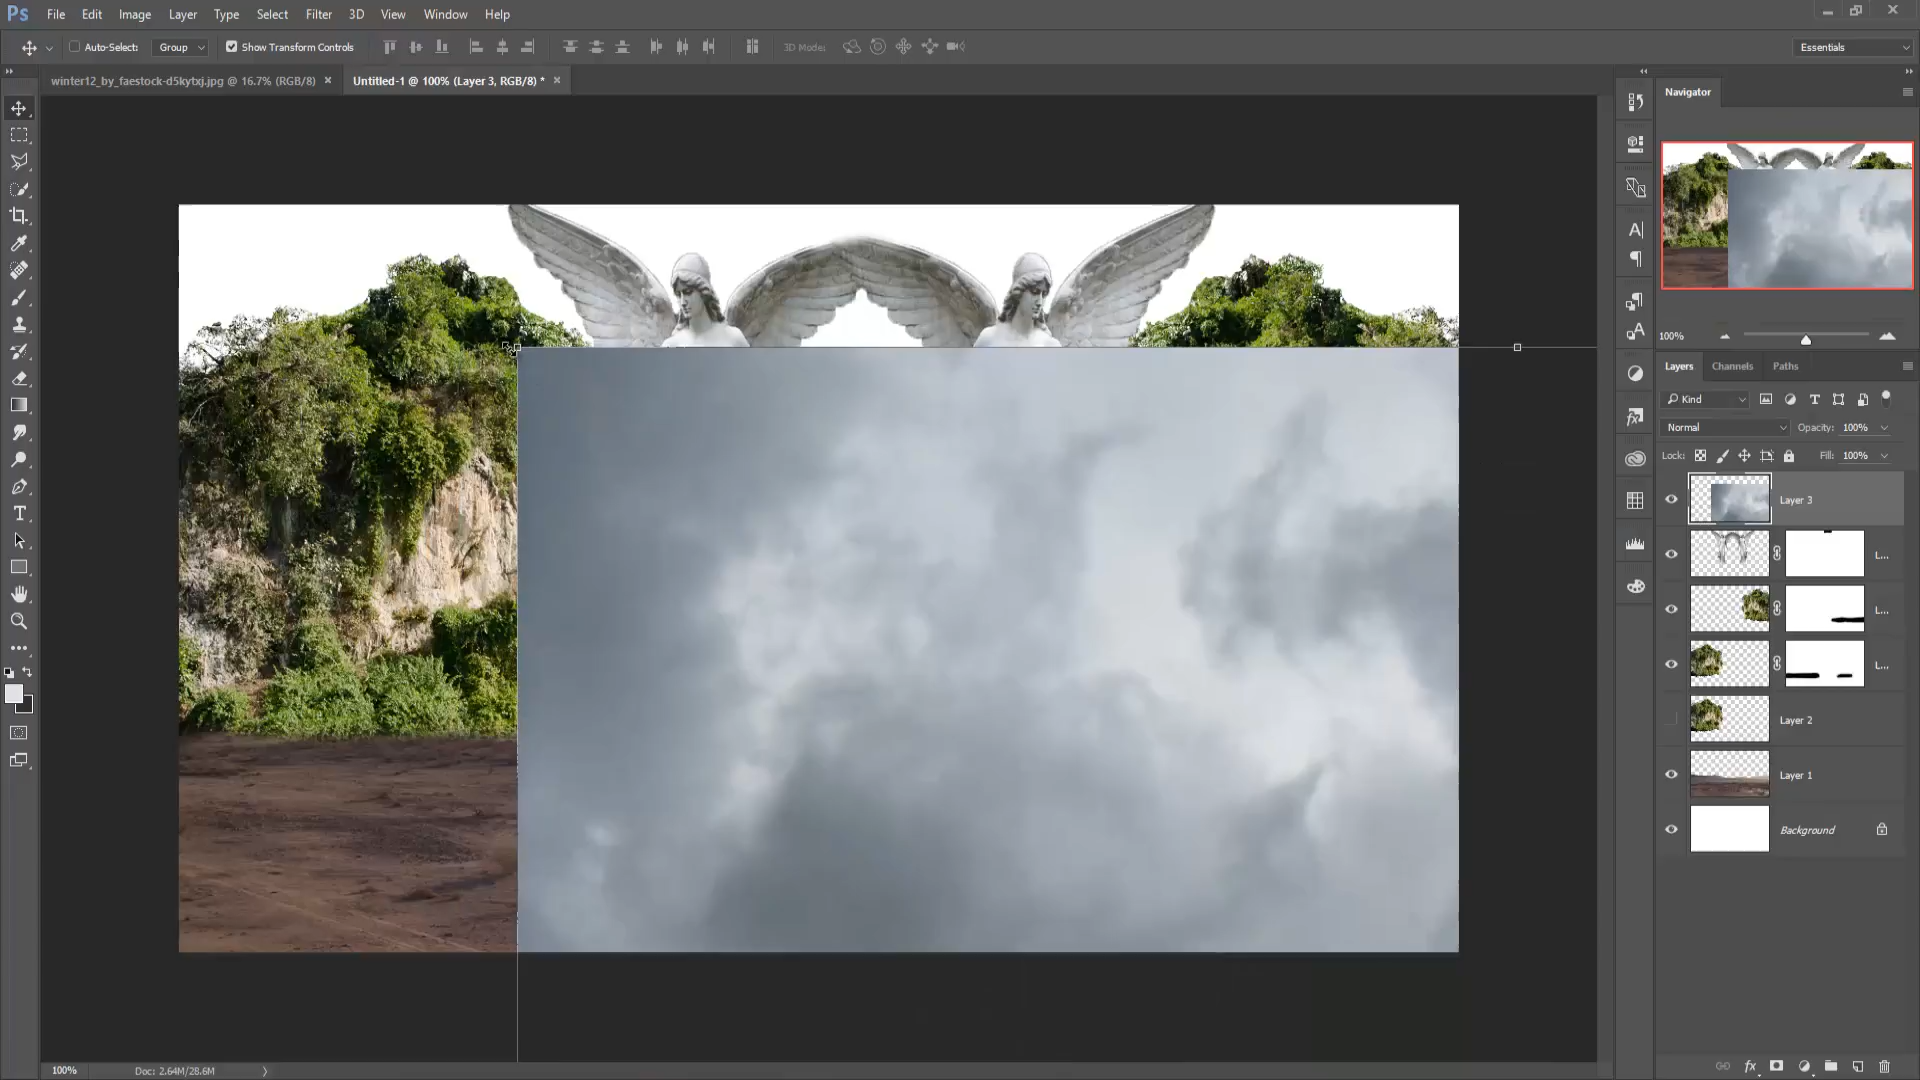 Ps File Edit Image Layer Type Select Filter 3D View Window Help
Auto-Select: Group Show Transform Controls 3D Mode: Essentials
winter12_by_faestock-d5kytxj.jpg @ 16.7% (RGB/8) × Untitled-1 @ 100% (Layer 3, RGB/8) * ×
Navigator
100%
Layers Channels Paths
Kind
Normal Opacity: 100%
Lock: Fill: 100%
Layer 3
L...
L...
L...
Layer 2
Layer 1
Background
100% Doc: 2.64M/28.6M